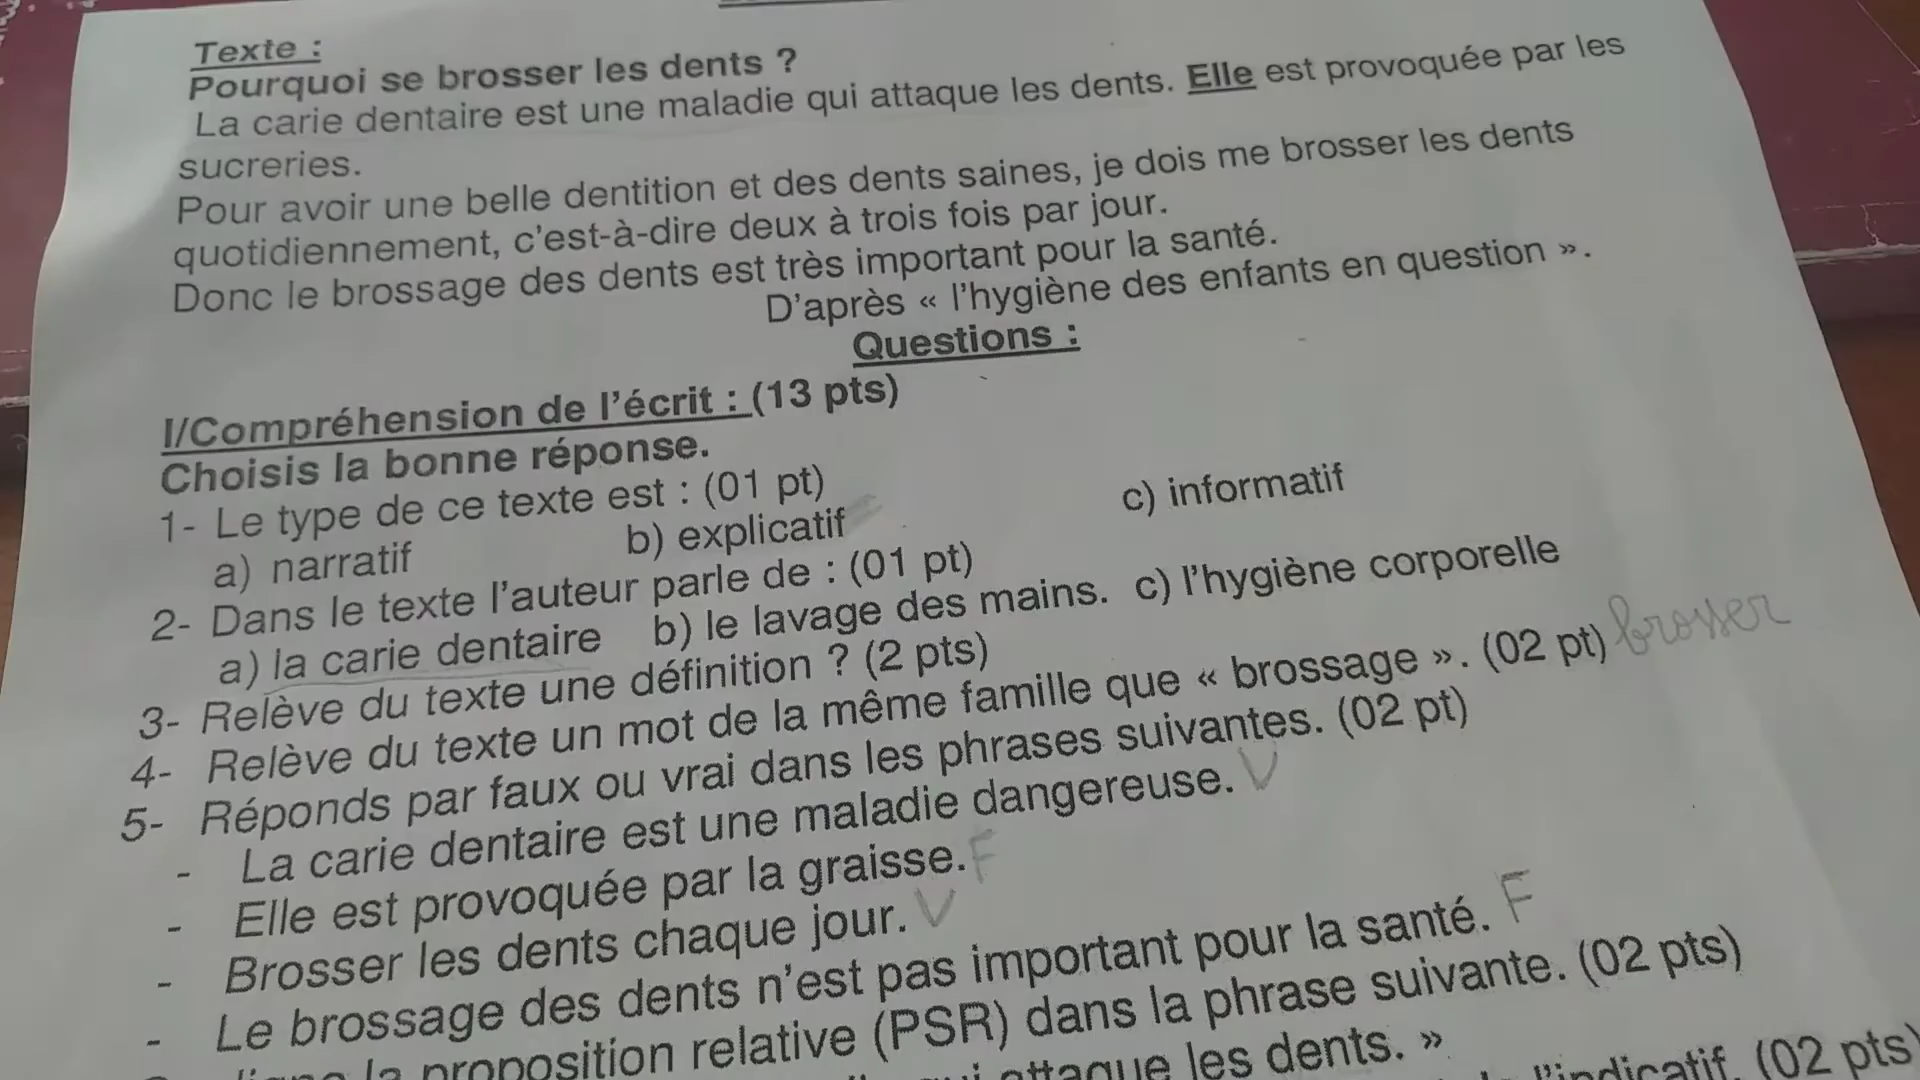 Texte :
Pourquoi se brosser les dents ?
La carie dentaire est une maladie qui attaque les dents. Elle est provoquée par les
sucreries.
Pour avoir une belle dentition et des dents saines, je dois me brosser les dents
quotidiennement, c'est-à-dire deux à trois fois par jour.
Donc le brossage des dents est très important pour la santé.
D'après « l'hygiène des enfants en question ».
Questions :
I/Compréhension de l'écrit : (13 pts)
Choisis la bonne réponse.
1- Le type de ce texte est : (01 pt)
a) narratif b) explicatif c) informatif
2- Dans le texte l'auteur parle de : (01 pt)
a) la carie dentaire b) le lavage des mains. c) l'hygiène corporelle
3- Relève du texte une définition ? (2 pts)
4- Relève du texte un mot de la même famille que « brossage ». (02 pt) brosser
5- Réponds par faux ou vrai dans les phrases suivantes. (02 pt)
- La carie dentaire est une maladie dangereuse. V
- Elle est provoquée par la graisse. F
- Brosser les dents chaque jour. V
- Le brossage des dents n'est pas important pour la santé. F
la proposition relative (PSR) dans la phrase suivante. (02 pts)
qui attaque les dents. »
l'indicatif. (02 pts)